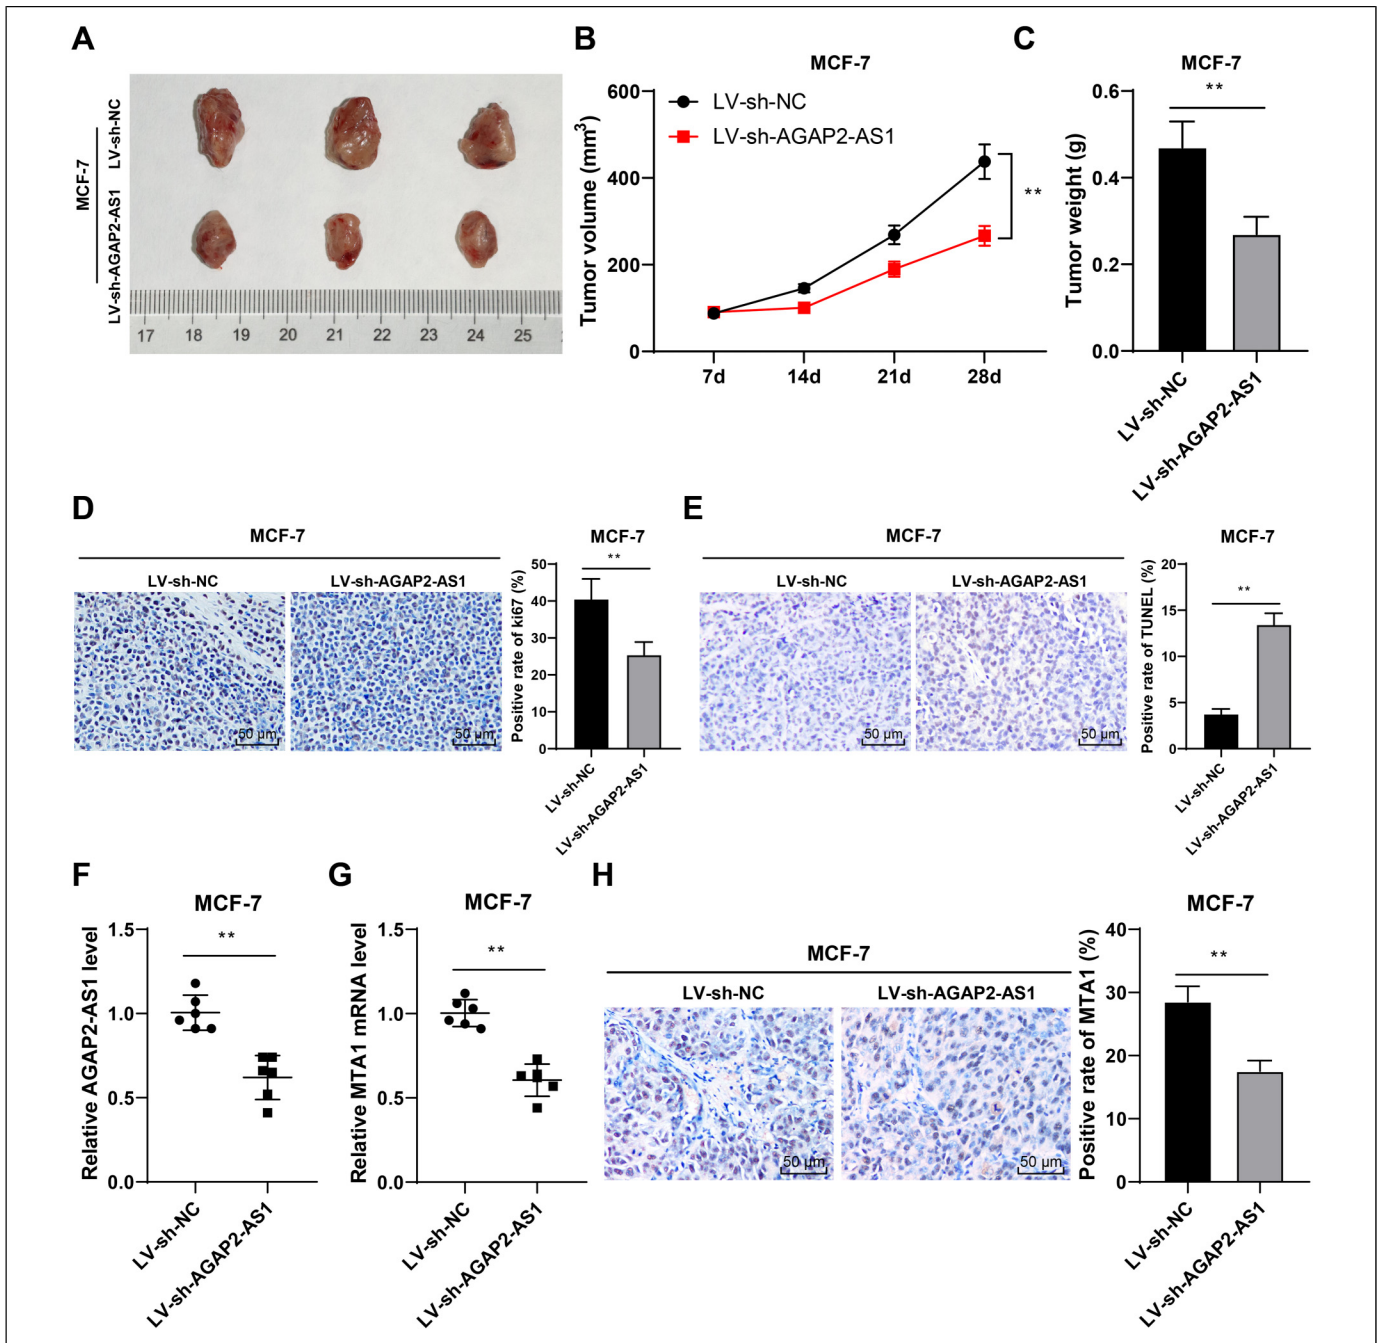 A
MCF-7
LV-sh-NC
LV-sh-AGAP2-AS1
17 18 19 20 21 22 23 24 25
B
MCF-7
Tumor volume (mm³)
600
400
200
0
LV-sh-NC
LV-sh-AGAP2-AS1
**
7d 14d 21d 28d
C
MCF-7
Tumor weight (g)
0.6
0.4
0.2
0.0
**
LV-sh-NC
LV-sh-AGAP2-AS1
D
MCF-7
LV-sh-NC LV-sh-AGAP2-AS1
50 µm 50 µm
MCF-7
Positive rate of ki67 (%)
50
40
30
20
10
0
**
LV-sh-NC
LV-sh-AGAP2-AS1
E
MCF-7
LV-sh-NC LV-sh-AGAP2-AS1
50 µm 50 µm
MCF-7
Positive rate of TUNEL (%)
20
15
10
5
0
**
LV-sh-NC
LV-sh-AGAP2-AS1
F
MCF-7
Relative AGAP2-AS1 level
1.5
1.0
0.5
0.0
**
LV-sh-NC
LV-sh-AGAP2-AS1
G
MCF-7
Relative MTA1 mRNA level
1.5
1.0
0.5
0.0
**
LV-sh-NC
LV-sh-AGAP2-AS1
H
MCF-7
LV-sh-NC LV-sh-AGAP2-AS1
50 µm 50 µm
MCF-7
Positive rate of MTA1 (%)
40
30
20
10
0
**
LV-sh-NC
LV-sh-AGAP2-AS1